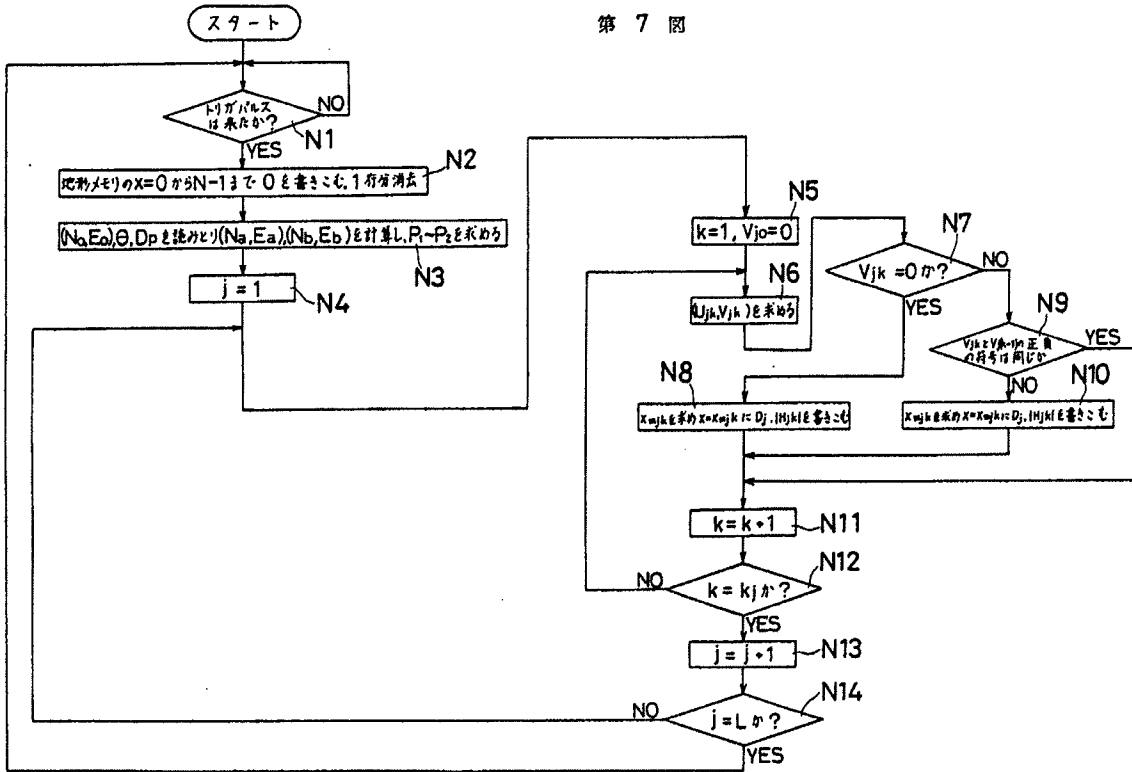 第 7 図
スタート
トリガパルス
は来たか?
NO
YES
N1
地形メモリのX=0からN-1まで0を書きこむ.1行分消去
N2
(No,Eo),θ,Dpを読みとり(Na,Ea),(Nb,Eb)を計算し,P1~P2を求める
N3
j = 1
N4
k=1, Vjo=0
N5
(Ujk,Vjk)を求める
N6
Vjk =0か?
N7
NO
YES
VjkとVj(k-1)の正負
の符号は同じか
N9
YES
NO
Xmjkを求めX=XmjkにDj,|Hjk|を書きこむ
N8
Xmjkを求めX=XmjkにDj,|Hjk|を書きこむ
N10
k= k+1
N11
k = kjか?
N12
NO
YES
j = j+1
N13
j=Lか?
N14
NO
YES